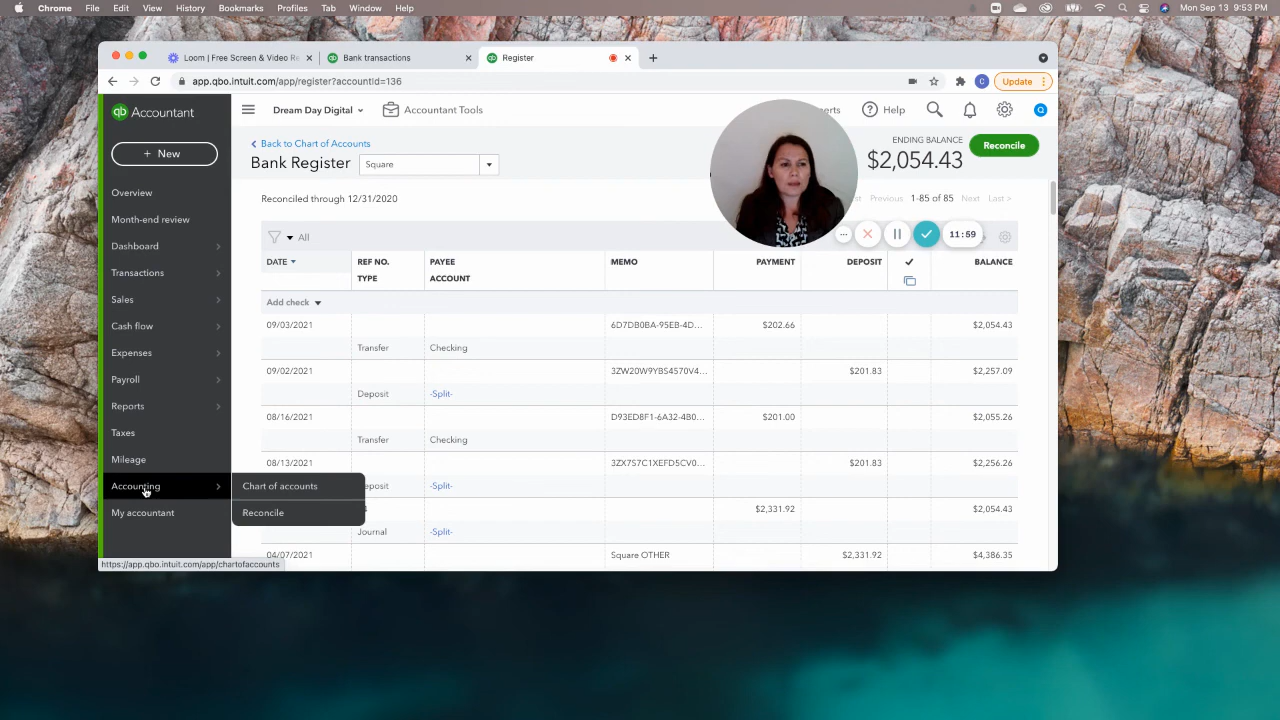 Chrome File Edit View History Bookmarks Profiles Tab Window Help Mon Sep 13 9:53 PM
Loom | Free Screen & Video Re Bank transactions Register
app.qbo.intuit.com/app/register?accountId=136 C Update
qb Accountant
Dream Day Digital Accountant Tools Help
+ New
Back to Chart of Accounts
Bank Register Square
ENDING BALANCE
$2,054.43
Reconcile
Overview
Month-end review
Dashboard
Transactions
Sales
Cash flow
Expenses
Payroll
Reports
Taxes
Mileage
Accounting
My accountant
Chart of accounts
Reconcile
Reconciled through 12/31/2020
Previous 1-85 of 85 Next Last >
All
11:59
DATE REF NO. PAYEE MEMO PAYMENT DEPOSIT BALANCE
TYPE ACCOUNT
Add check
09/03/2021 6D7DB0BA-95EB-4D... $202.66 $2,054.43
Transfer Checking
09/02/2021 3ZW20W9YBS4570V4... $201.83 $2,257.09
Deposit -Split-
08/16/2021 D93ED8F1-6A32-4B0... $201.00 $2,055.26
Transfer Checking
08/13/2021 3ZX7S7C1XEFD5CV0... $201.83 $2,256.26
eposit -Split-
$2,331.92 $2,054.43
Journal -Split-
04/07/2021 Square OTHER $2,331.92 $4,386.35
https://app.qbo.intuit.com/app/chartofaccounts